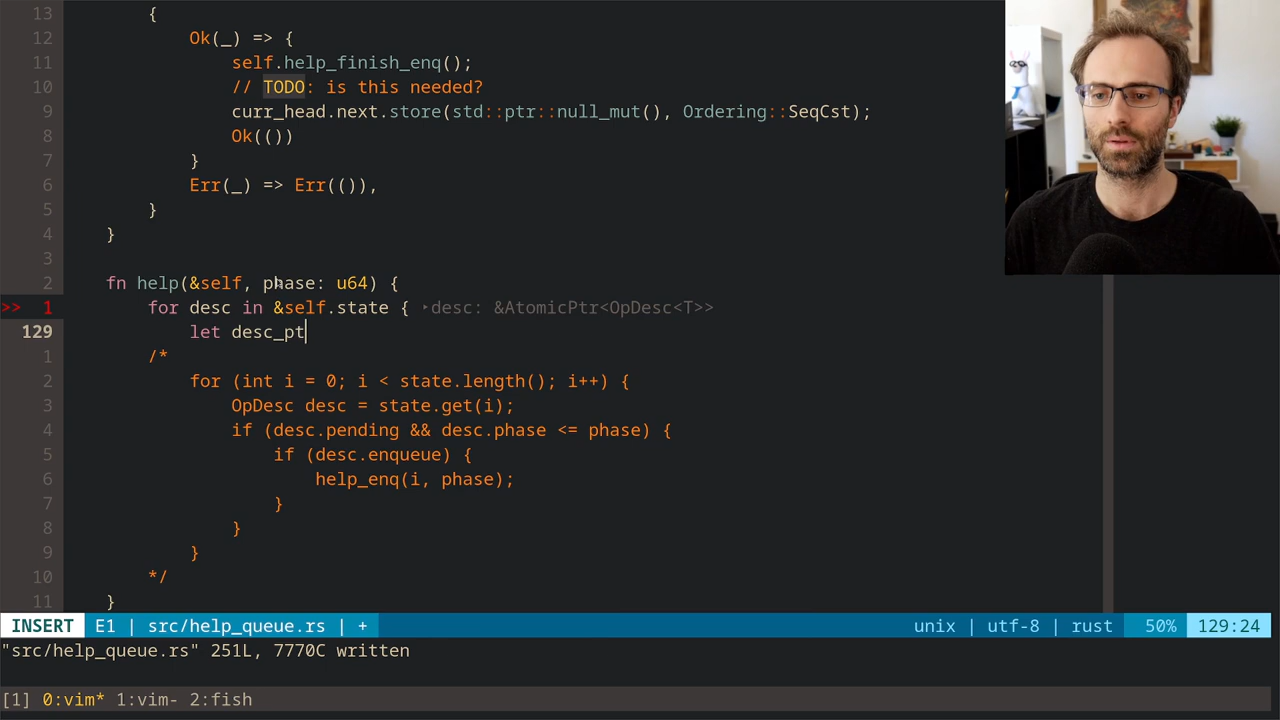 13 {
12 Ok(_) => {
11 self.help_finish_enq();
10 // TODO: is this needed?
9 curr_head.next.store(std::ptr::null_mut(), Ordering::SeqCst);
8 Ok(())
7 }
6 Err(_) => Err(()),
5 }
4 }
3
2 fn help(&self, phase: u64) {
>> 1 for desc in &self.state { ‣desc: &AtomicPtr<OpDesc<T>>
129 let desc_pt
1 /*
2 for (int i = 0; i < state.length(); i++) {
3 OpDesc desc = state.get(i);
4 if (desc.pending && desc.phase <= phase) {
5 if (desc.enqueue) {
6 help_enq(i, phase);
7 }
8 }
9 }
10 */
11 }
INSERT E1 | src/help_queue.rs | + unix | utf-8 | rust 50% 129:24
"src/help_queue.rs" 251L, 7770C written
[1] 0:vim* 1:vim- 2:fish